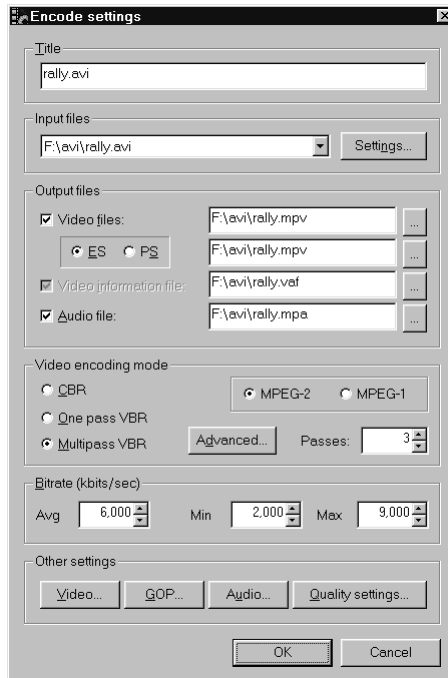 Encode settings
Title
rally.avi
Input files
F:\avi\rally.avi
Settings...
Output files
Video files:
F:\avi\rally.mpv
...
ES
PS
F:\avi\rally.mpv
...
Video information file:
F:\avi\rally.vaf
...
Audio file:
F:\avi\rally.mpa
...
Video encoding mode
CBR
MPEG-2
MPEG-1
One pass VBR
Multipass VBR
Advanced...
Passes:
3
Bitrate (kbits/sec)
Avg
6,000
Min
2,000
Max
9,000
Other settings
Video...
GOP...
Audio...
Quality settings...
OK
Cancel